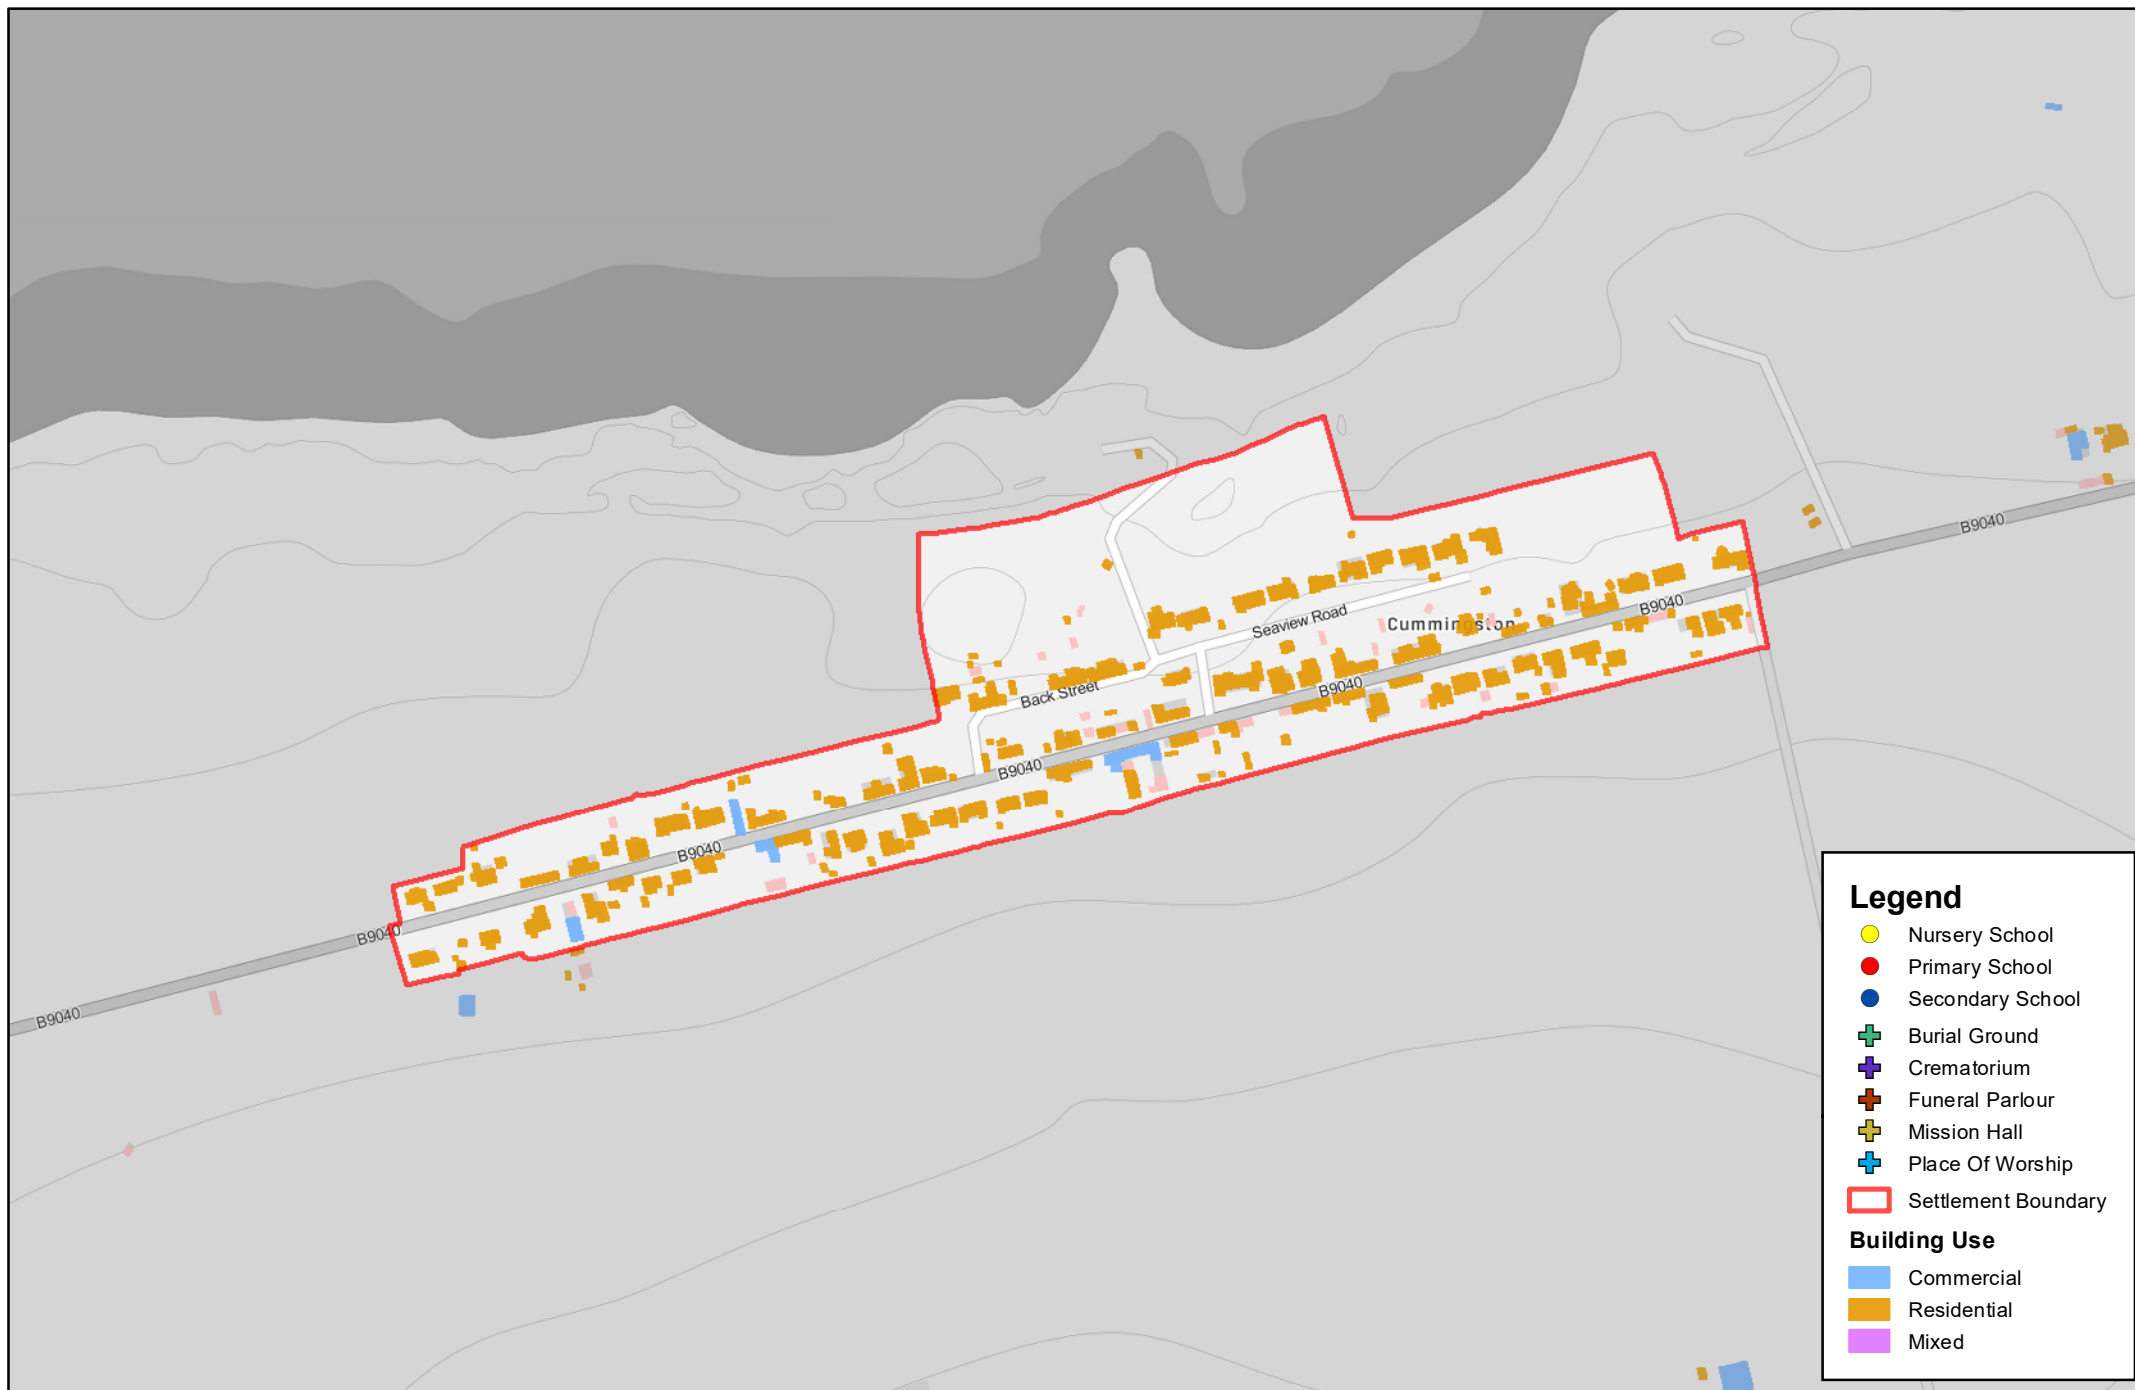 B9040
Seaview Road
B9040
Cummingston
B9040
Back Street
B9040
B9040
B9040
B9040
Legend
Nursery School
Primary School
Secondary School
Burial Ground
Crematorium
Funeral Parlour
Mission Hall
Place Of Worship
Settlement Boundary
Building Use
Commercial
Residential
Mixed